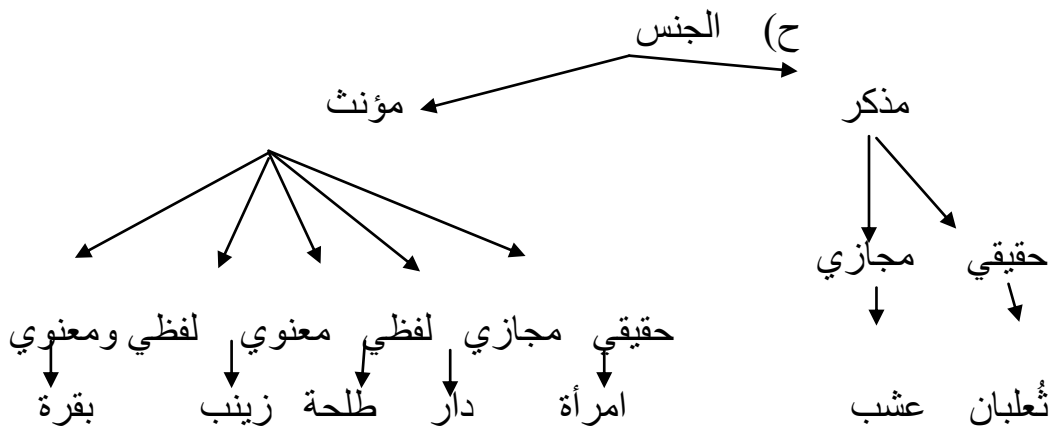 ح) الجنس
مذكر مؤنث
حقيقي مجازي
حقيقي مجازي لفظي معنوي لفظي ومعنوي
ثُعلبان عشب امرأة دار طلحة زينب بقرة